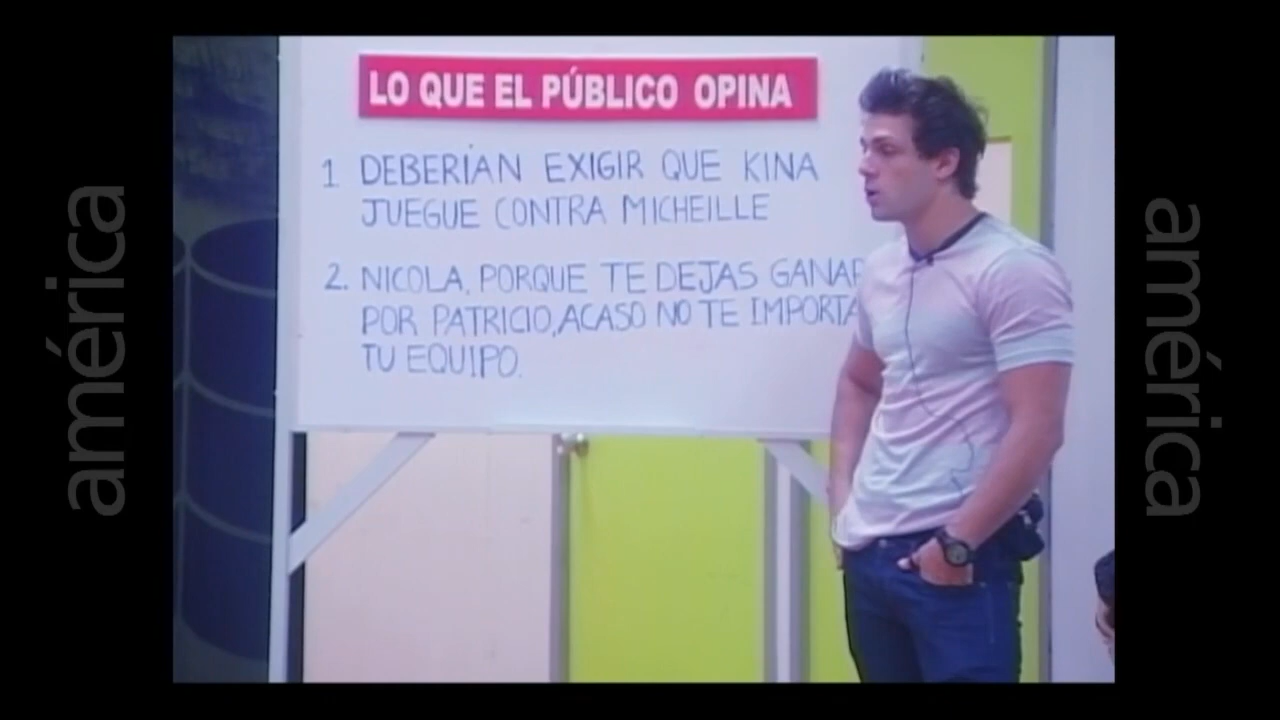 LO QUE EL PÚBLICO OPINA
1 DEBERÍAN EXIGIR QUE KINA
JUEGUE CONTRA MICHEILLE
2. NICOLA, PORQUE TE DEJAS GANAR
POR PATRICIO, ACASO NO TE IMPORTA
TU EQUIPO.
américa
américa